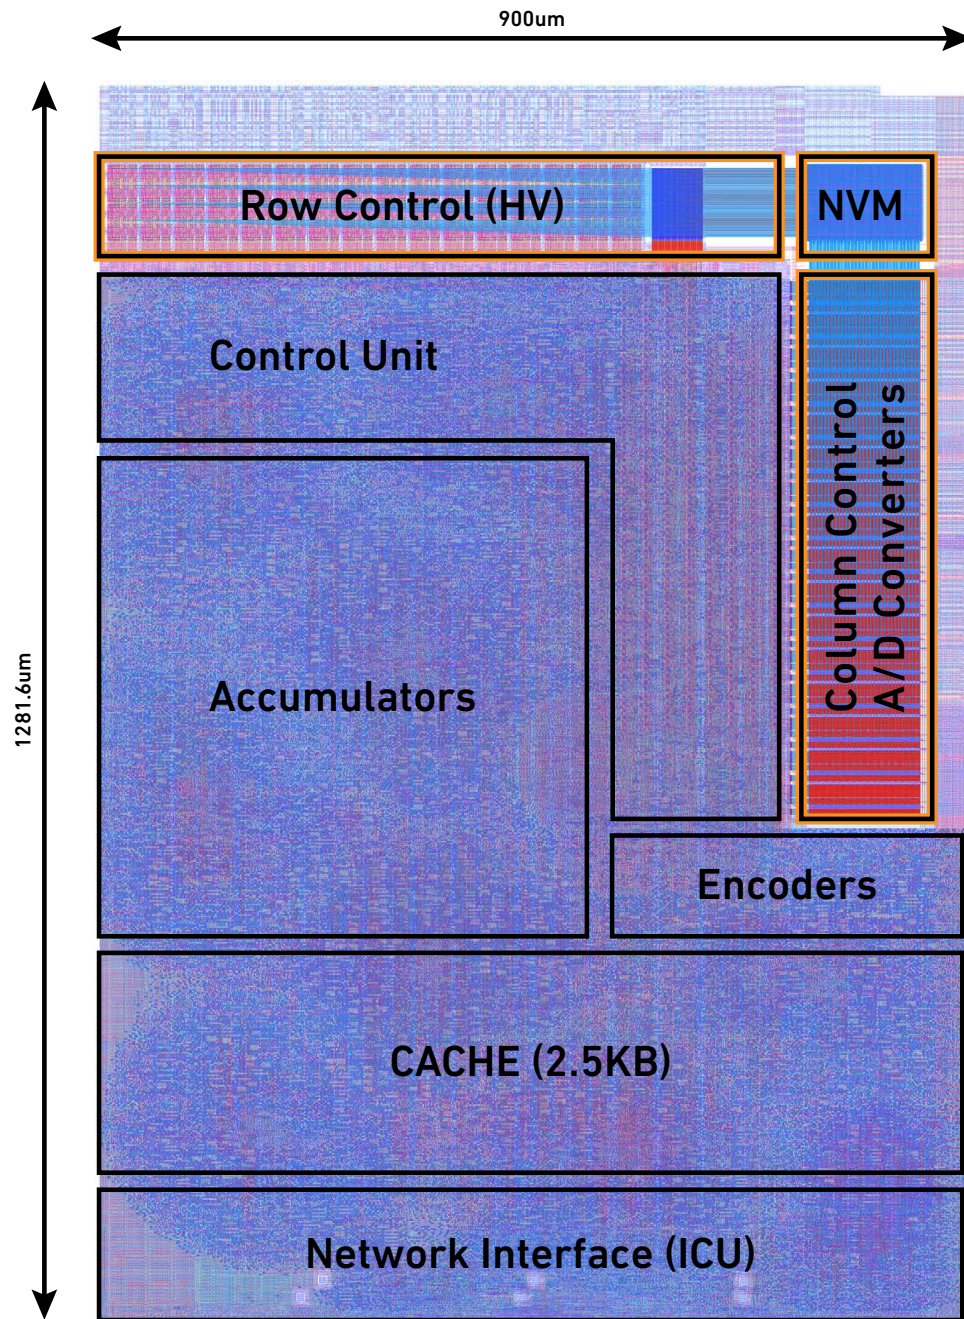 900um
1281.6um
Row Control (HV)
NVM
Control Unit
Column Control
A/D Converters
Accumulators
Encoders
CACHE (2.5KB)
Network Interface (ICU)